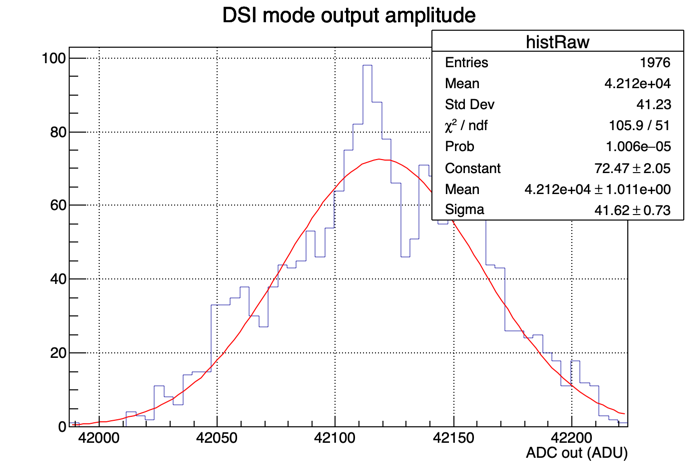 DSI mode output amplitude
histRaw
Entries 1976
Mean 4.212e+04
Std Dev 41.23
χ² / ndf 105.9 / 51
Prob 1.006e−05
Constant 72.47 ± 2.05
Mean 4.212e+04 ± 1.011e+00
Sigma 41.62 ± 0.73
100
80
60
40
20
0
42000 42050 42100 42150 42200
ADC out (ADU)